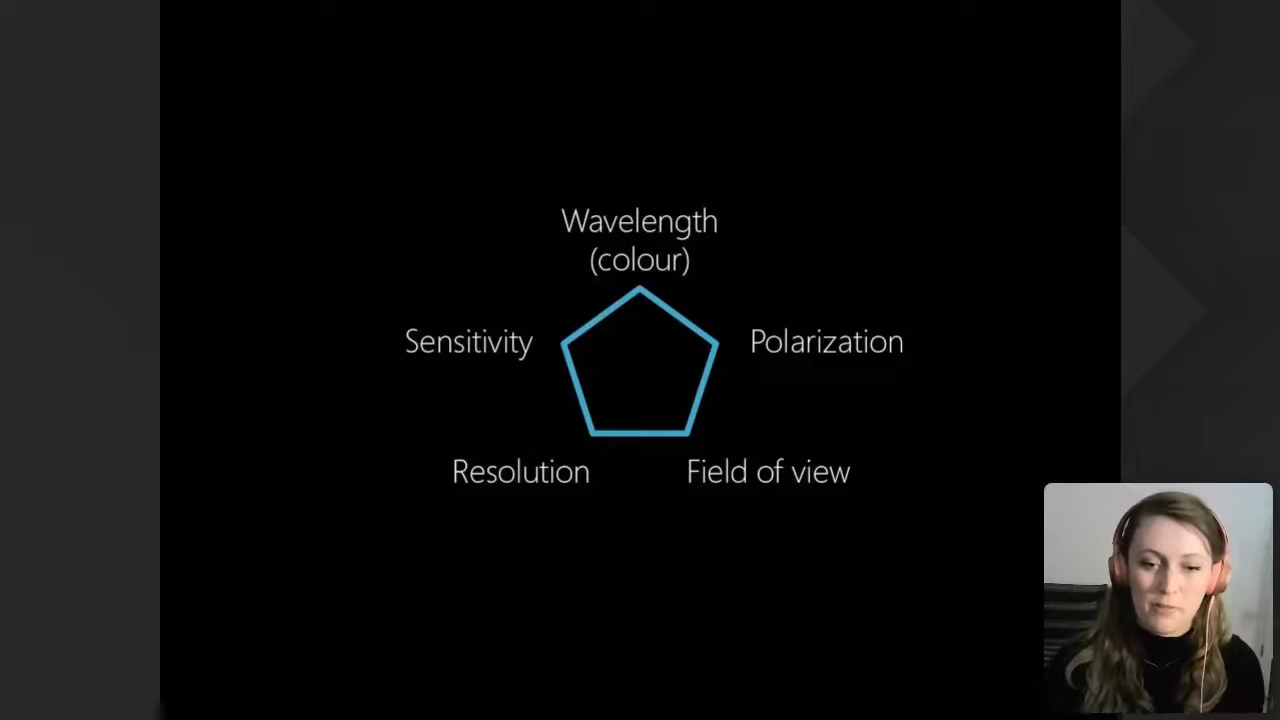 Wavelength
(colour)
Sensitivity
Polarization
Resolution
Field of view